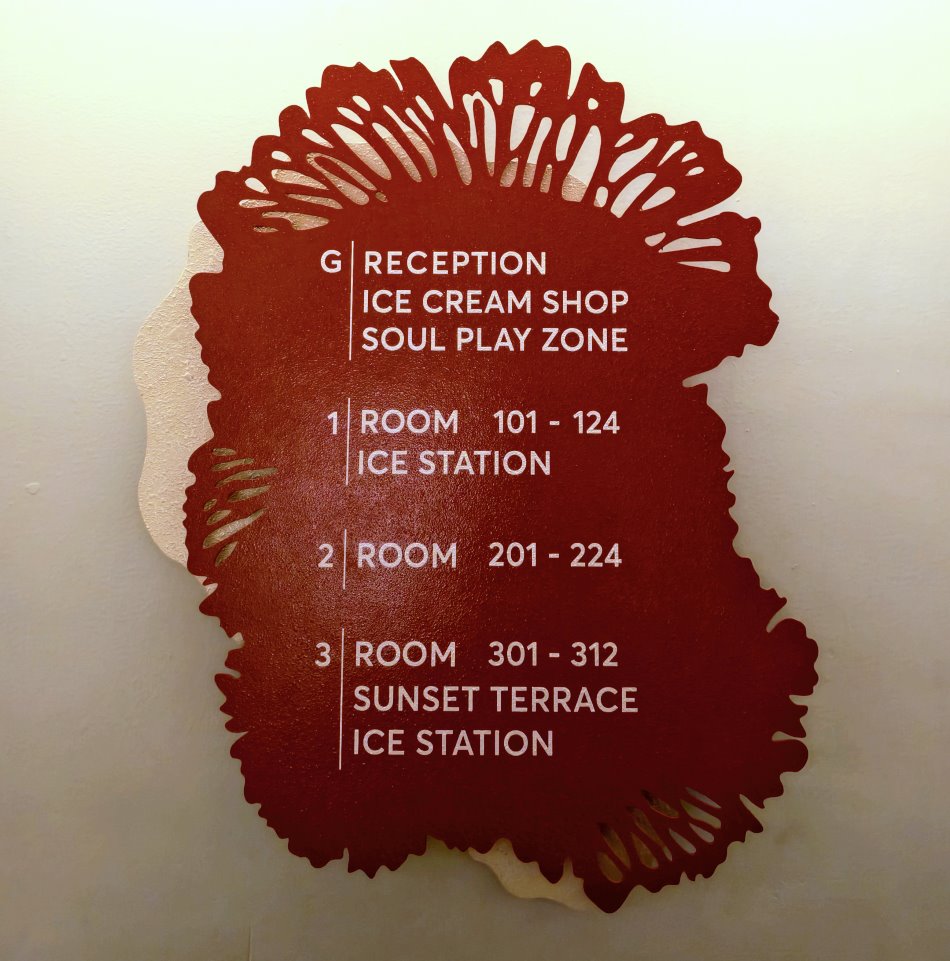 G RECEPTION
ICE CREAM SHOP
SOUL PLAY ZONE
1 ROOM 101 - 124
ICE STATION
2 ROOM 201 - 224
3 ROOM 301 - 312
SUNSET TERRACE
ICE STATION